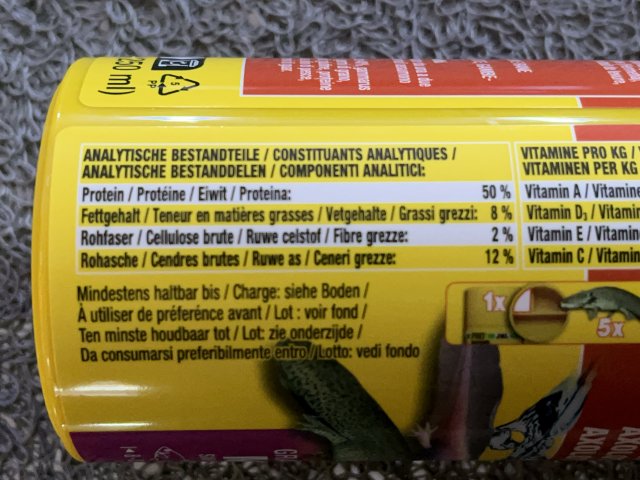 250 ml)
5
PP
ANALYTISCHE BESTANDTEILE / CONSTITUANTS ANALYTIQUES /
ANALYTISCHE BESTANDDELEN / COMPONENTI ANALITICI:
Protein / Protéine / Eiwit / Proteina: 50 %
Fettgehalt / Teneur en matières grasses / Vetgehalte / Grassi grezzi: 8 %
Rohfaser / Cellulose brute / Ruwe celstof / Fibre grezze: 2 %
Rohasche / Cendres brutes / Ruwe as / Ceneri grezze: 12 %
VITAMINE PRO KG /
VITAMINEN PER KG
Vitamin A / Vitamine
Vitamin D₃ / Vitamin
Vitamin E / Vitamin
Vitamin C / Vitamin
Mindestens haltbar bis / Charge: siehe Boden /
À utiliser de préférénce avant / Lot : voir fond /
Ten minste houdbaar tot / Lot: zie onderzijde /
Da consumarsi preferibilmente entro / Lotto: vedi fondo
1x
5x